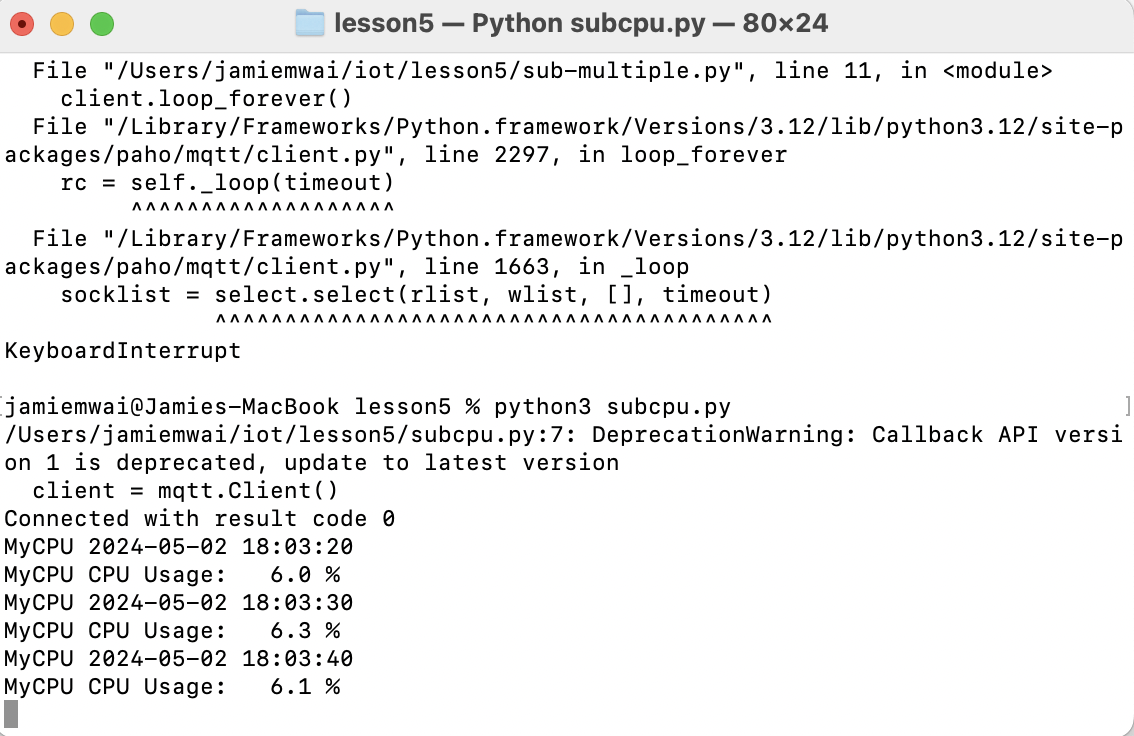 lesson5 — Python subcpu.py — 80×24
  File "/Users/jamiemwai/iot/lesson5/sub-multiple.py", line 11, in <module>
    client.loop_forever()
  File "/Library/Frameworks/Python.framework/Versions/3.12/lib/python3.12/site-p
ackages/paho/mqtt/client.py", line 2297, in loop_forever
    rc = self._loop(timeout)
         ^^^^^^^^^^^^^^^^^^^
  File "/Library/Frameworks/Python.framework/Versions/3.12/lib/python3.12/site-p
ackages/paho/mqtt/client.py", line 1663, in _loop
    socklist = select.select(rlist, wlist, [], timeout)
               ^^^^^^^^^^^^^^^^^^^^^^^^^^^^^^^^^^^^^^^^
KeyboardInterrupt

[jamiemwai@Jamies-MacBook lesson5 % python3 subcpu.py                            ]
/Users/jamiemwai/iot/lesson5/subcpu.py:7: DeprecationWarning: Callback API versi
on 1 is deprecated, update to latest version
  client = mqtt.Client()
Connected with result code 0
MyCPU 2024-05-02 18:03:20
MyCPU CPU Usage:   6.0 %
MyCPU 2024-05-02 18:03:30
MyCPU CPU Usage:   6.3 %
MyCPU 2024-05-02 18:03:40
MyCPU CPU Usage:   6.1 %